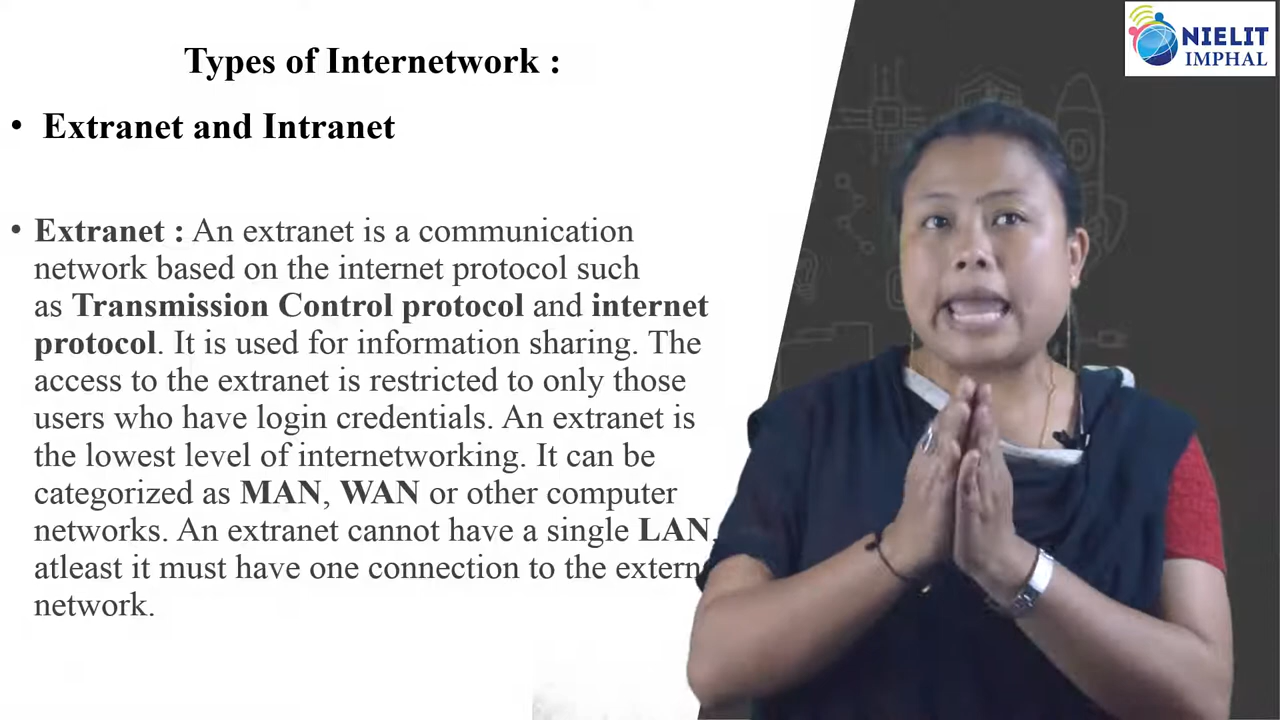 Types of Internetwork :
• Extranet and Intranet
• Extranet : An extranet is a communication
network based on the internet protocol such
as Transmission Control protocol and internet
protocol. It is used for information sharing. The
access to the extranet is restricted to only those
users who have login credentials. An extranet is
the lowest level of internetworking. It can be
categorized as MAN, WAN or other computer
networks. An extranet cannot have a single LAN,
atleast it must have one connection to the
network.
NIELIT
IMPHAL